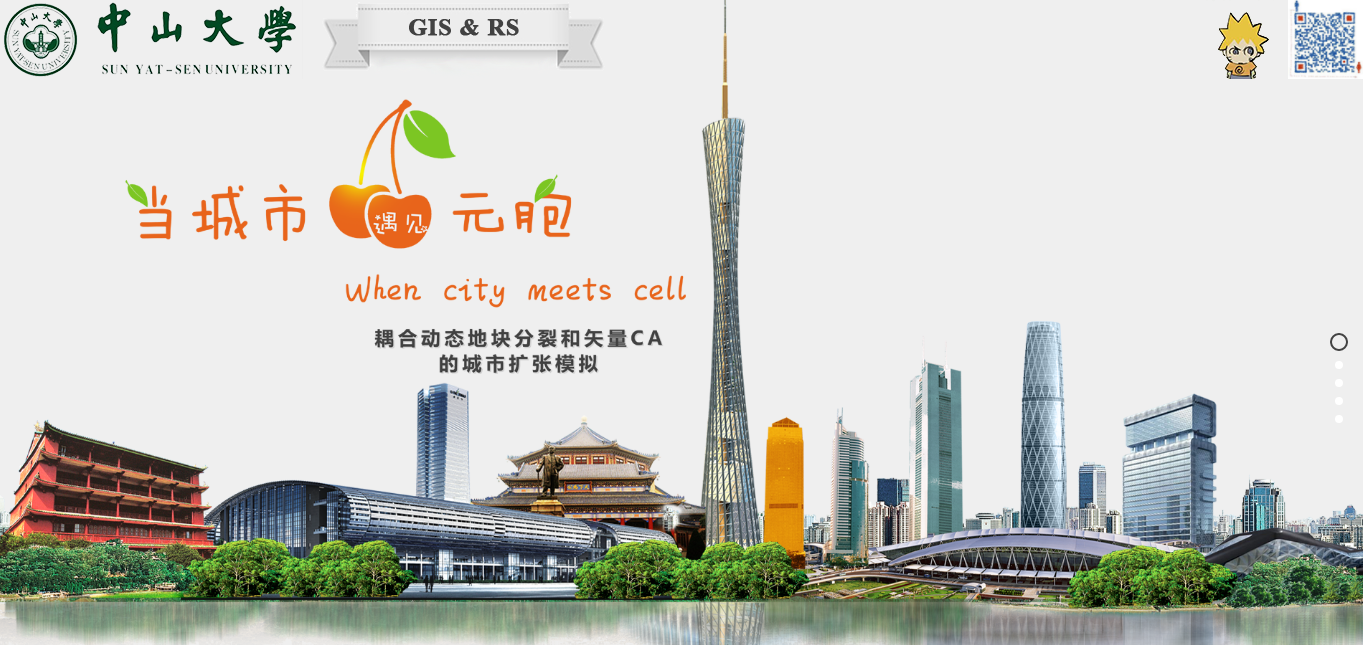 中山大學
SUN YAT-SEN UNIVERSITY
GIS & RS
当城市遇见元胞
When city meets cell
耦合动态地块分裂和矢量CA
的城市扩张模拟